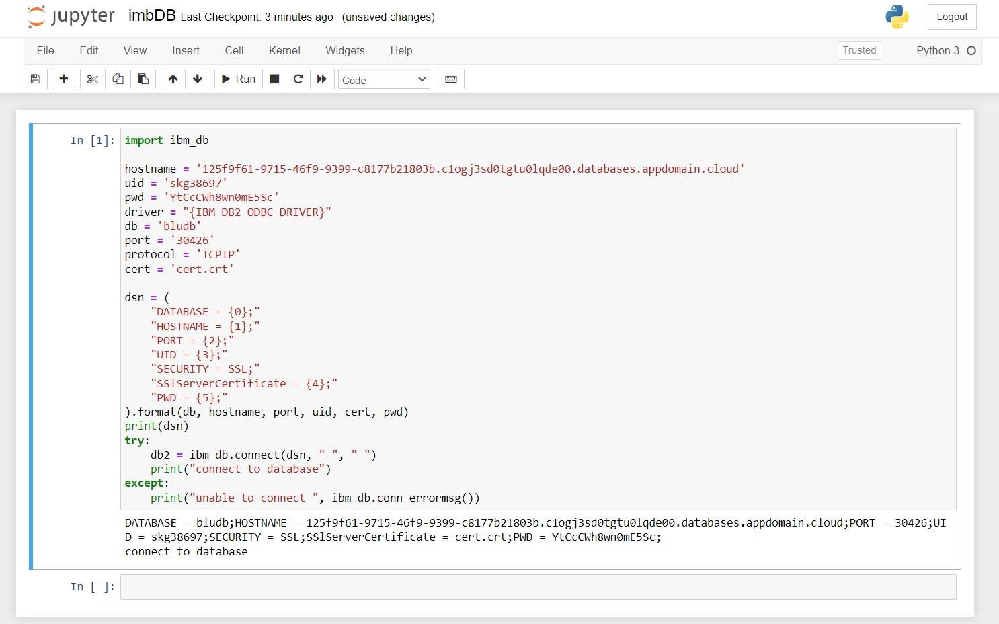 jupyter imbDB Last Checkpoint: 3 minutes ago (unsaved changes) Logout
File Edit View Insert Cell Kernel Widgets Help Trusted Python 3
Run Code
In [1]: import ibm_db
hostname = '125f9f61-9715-46f9-9399-c8177b21803b.c1ogj3sd0tgtu0lqde00.databases.appdomain.cloud'
uid = 'skg38697'
pwd = 'YtCcCWh8wn0mE5Sc'
driver = "{IBM DB2 ODBC DRIVER}"
db = 'bludb'
port = '30426'
protocol = 'TCPIP'
cert = 'cert.crt'
dsn = (
"DATABASE = {0};"
"HOSTNAME = {1};"
"PORT = {2};"
"UID = {3};"
"SECURITY = SSL;"
"SSlServerCertificate = {4};"
"PWD = {5};"
).format(db, hostname, port, uid, cert, pwd)
print(dsn)
try:
db2 = ibm_db.connect(dsn, " ", " ")
print("connect to database")
except:
print("unable to connect ", ibm_db.conn_errormsg())
DATABASE = bludb;HOSTNAME = 125f9f61-9715-46f9-9399-c8177b21803b.c1ogj3sd0tgtu0lqde00.databases.appdomain.cloud;PORT = 30426;UI
D = skg38697;SECURITY = SSL;SSlServerCertificate = cert.crt;PWD = YtCcCWh8wn0mE5Sc;
connect to database
In [ ]: